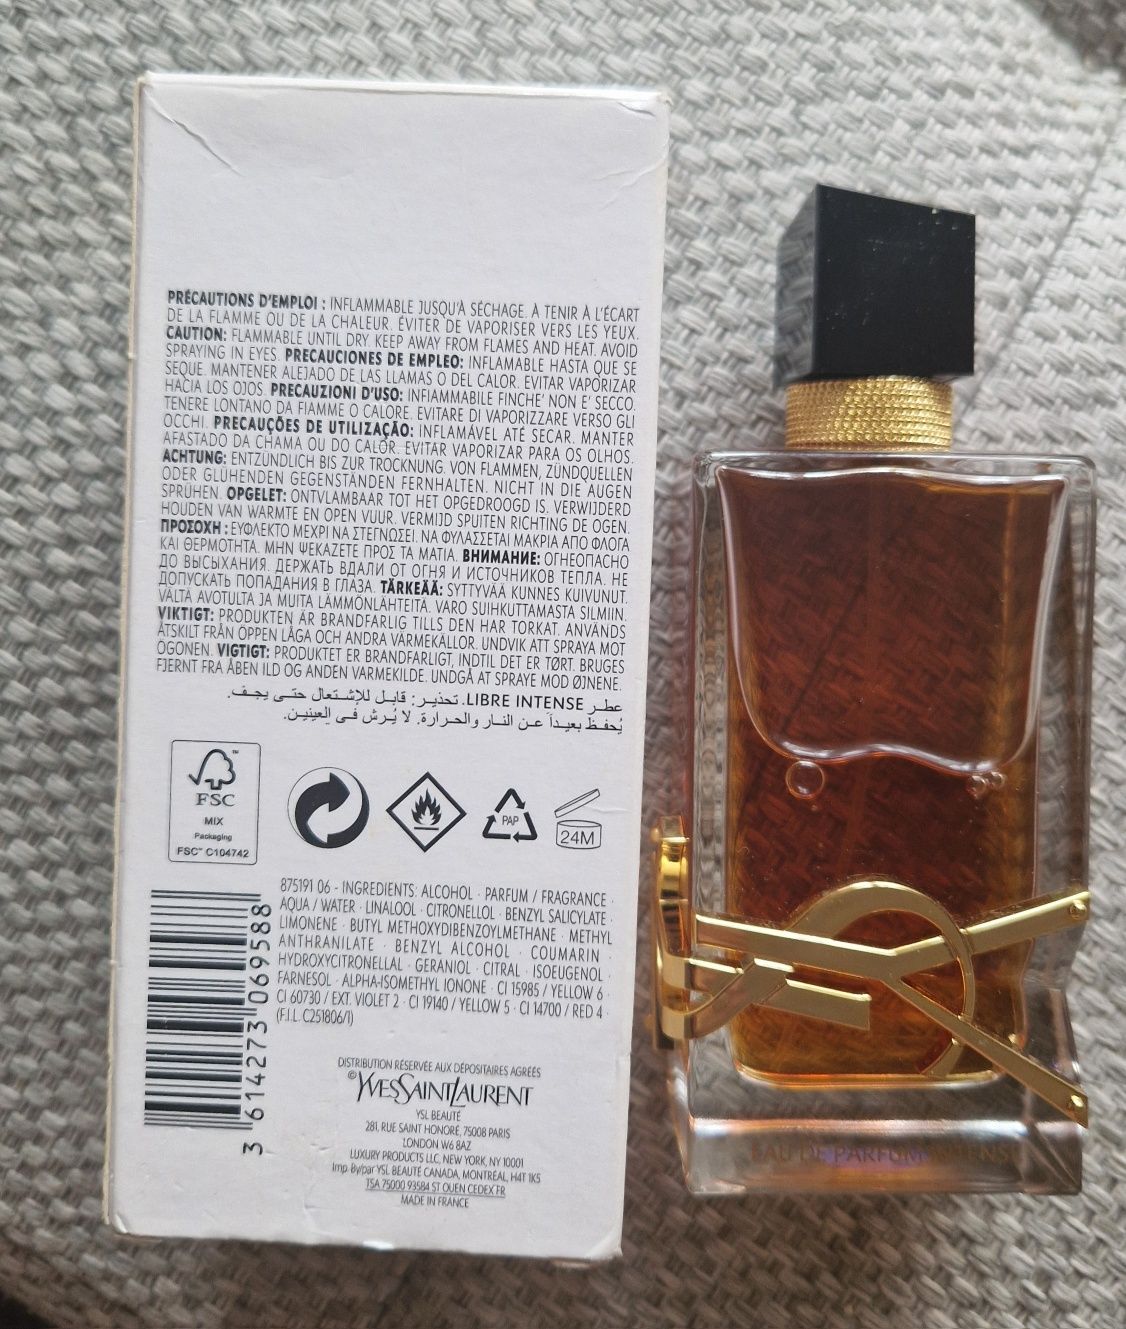 PRÉCAUTIONS D'EMPLOI : INFLAMMABLE JUSQU'À SÉCHAGE. A TENIR À L'ÉCART
DE LA FLAMME OU DE LA CHALEUR. ÉVITER DE VAPORISER VERS LES YEUX.
CAUTION: FLAMMABLE UNTIL DRY. KEEP AWAY FROM FLAMES AND HEAT. AVOID
SPRAYING IN EYES. PRECAUCIONES DE EMPLEO: INFLAMABLE HASTA QUE SE
SEQUE. MANTENER ALEJADO DE LAS LLAMAS O DEL CALOR. EVITAR VAPORIZAR
HACIA LOS OJOS. PRECAUZIONI D'USO: INFIAMMABILE FINCHE' NON E' SECCO.
TENERE LONTANO DA FIAMME O CALORE. EVITARE DI VAPORIZZARE VERSO GLI
OCCHI. PRECAUÇÕES DE UTILIZAÇÃO: INFLAMÁVEL ATÉ SECAR. MANTER
AFASTADO DA CHAMA OU DO CALOR. EVITAR VAPORIZAR PARA OS OLHOS.
ACHTUNG: ENTZÜNDLICH BIS ZUR TROCKNUNG. VON FLAMMEN, ZÜNDQUELLEN
ODER GLÜHENDEN GEGENSTÄNDEN FERNHALTEN. NICHT IN DIE AUGEN
SPRÜHEN. OPGELET: ONTVLAMBAAR TOT HET OPGEDROOGD IS. VERWIJDERD
HOUDEN VAN WARMTE EN OPEN VUUR. VERMIJD SPUITEN RICHTING DE OGEN.
ΠΡΟΣΟΧΗ : ΕΥΦΛΕΚΤΟ ΜΕΧΡΙ ΝΑ ΣΤΕΓΝΩΣΕΙ. ΝΑ ΦΥΛΑΣΣΕΤΑΙ ΜΑΚΡΙΑ ΑΠΟ ΦΛΟΓΑ
ΚΑΙ ΘΕΡΜΟΤΗΤΑ. ΜΗΝ ΨΕΚΑΖΕΤΕ ΠΡΟΣ ΤΑ ΜΑΤΙΑ. ВНИМАНИЕ: ОГНЕОПАСНО
ДО ВЫСЫХАНИЯ. ДЕРЖАТЬ ВДАЛИ ОТ ОГНЯ И ИСТОЧНИКОВ ТЕПЛА. НЕ
ДОПУСКАТЬ ПОПАДАНИЯ В ГЛАЗА. TÄRKEÄÄ: SYTTYVÄÄ KUNNES KUIVUNUT.
VÄLTÄ AVOTULTA JA MUITA LÄMMÖNLÄHTEITÄ. VARO SUIHKUTTAMASTA SILMIIN.
VIKTIGT: PRODUKTEN ÄR BRANDFARLIG TILLS DEN HAR TORKAT. ANVÄNDS
ÅTSKILT FRÅN ÖPPEN LÅGA OCH ANDRA VÄRMEKÄLLOR. UNDVIK ATT SPRAYA MOT
ÖGONEN. VIGTIGT: PRODUKTET ER BRANDFARLIGT, INDTIL DET ER TØRT. BRUGES
FJERNT FRA ÅBEN ILD OG ANDEN VARMEKILDE. UNDGÅ AT SPRAYE MOD ØJNENE.
عطر LIBRE INTENSE. تحذير: قابل للإشتعال حتى يجف.
يُحفظ بعيداً عن النار والحرارة. لا يُرش في العينين.
FSC™
MIX
Packaging
FSC™ C104742
PAP
24M
875191 06 - INGREDIENTS: ALCOHOL · PARFUM / FRAGRANCE ·
AQUA / WATER · LINALOOL · CITRONELLOL · BENZYL SALICYLATE ·
LIMONENE · BUTYL METHOXYDIBENZOYLMETHANE · METHYL
ANTHRANILATE · BENZYL ALCOHOL · COUMARIN ·
HYDROXYCITRONELLAL · GERANIOL · CITRAL · ISOEUGENOL ·
FARNESOL · ALPHA-ISOMETHYL IONONE · CI 15985 / YELLOW 6 ·
CI 60730 / EXT. VIOLET 2 · CI 19140 / YELLOW 5 · CI 14700 / RED 4 ·
(F.I.L. C251806/1)
3 614273 069588
DISTRIBUTION RÉSERVÉE AUX DÉPOSITAIRES AGRÉÉS
©YVESSAINTLAURENT
YSL BEAUTÉ
281, RUE SAINT HONORÉ, 75008 PARIS
LONDON W6 8AZ
LUXURY PRODUCTS LLC, NEW YORK, NY 10001
Imp. By/par YSL BEAUTÉ CANADA, MONTRÉAL, H4T 1K5
TSA 75000 93584 ST OUEN CEDEX FR
MADE IN FRANCE
YSL
EAU DE PARFUM INTENSE